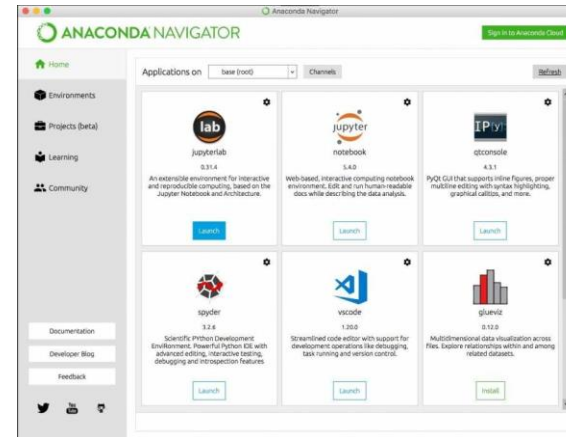 Anaconda Navigator
ANACONDA NAVIGATOR
Sign in to Anaconda Cloud
Home
Environments
Projects (beta)
Learning
Community
Documentation
Developer Blog
Feedback
You
Tube
Applications on
base (root)
Channels
Refresh
lab
jupyterlab
0.31.4
An extensible environment for interactive
and reproducible computing, based on the
Jupyter Notebook and Architecture.
Launch
jupyter
notebook
5.4.0
Web-based, interactive computing notebook
environment. Edit and run human-readable
docs while describing the data analysis.
Launch
IP[y]:
qtconsole
4.3.1
PyQt GUI that supports inline figures, proper
multiline editing with syntax highlighting,
graphical calltips, and more.
Launch
spyder
3.2.6
Scientific PYthon Development
EnviRonment. Powerful Python IDE with
advanced editing, interactive testing,
debugging and introspection features
Launch
vscode
1.20.0
Streamlined code editor with support for
development operations like debugging,
task running and version control.
Launch
glueviz
0.12.0
Multidimensional data visualization across
files. Explore relationships within and among
related datasets.
Install